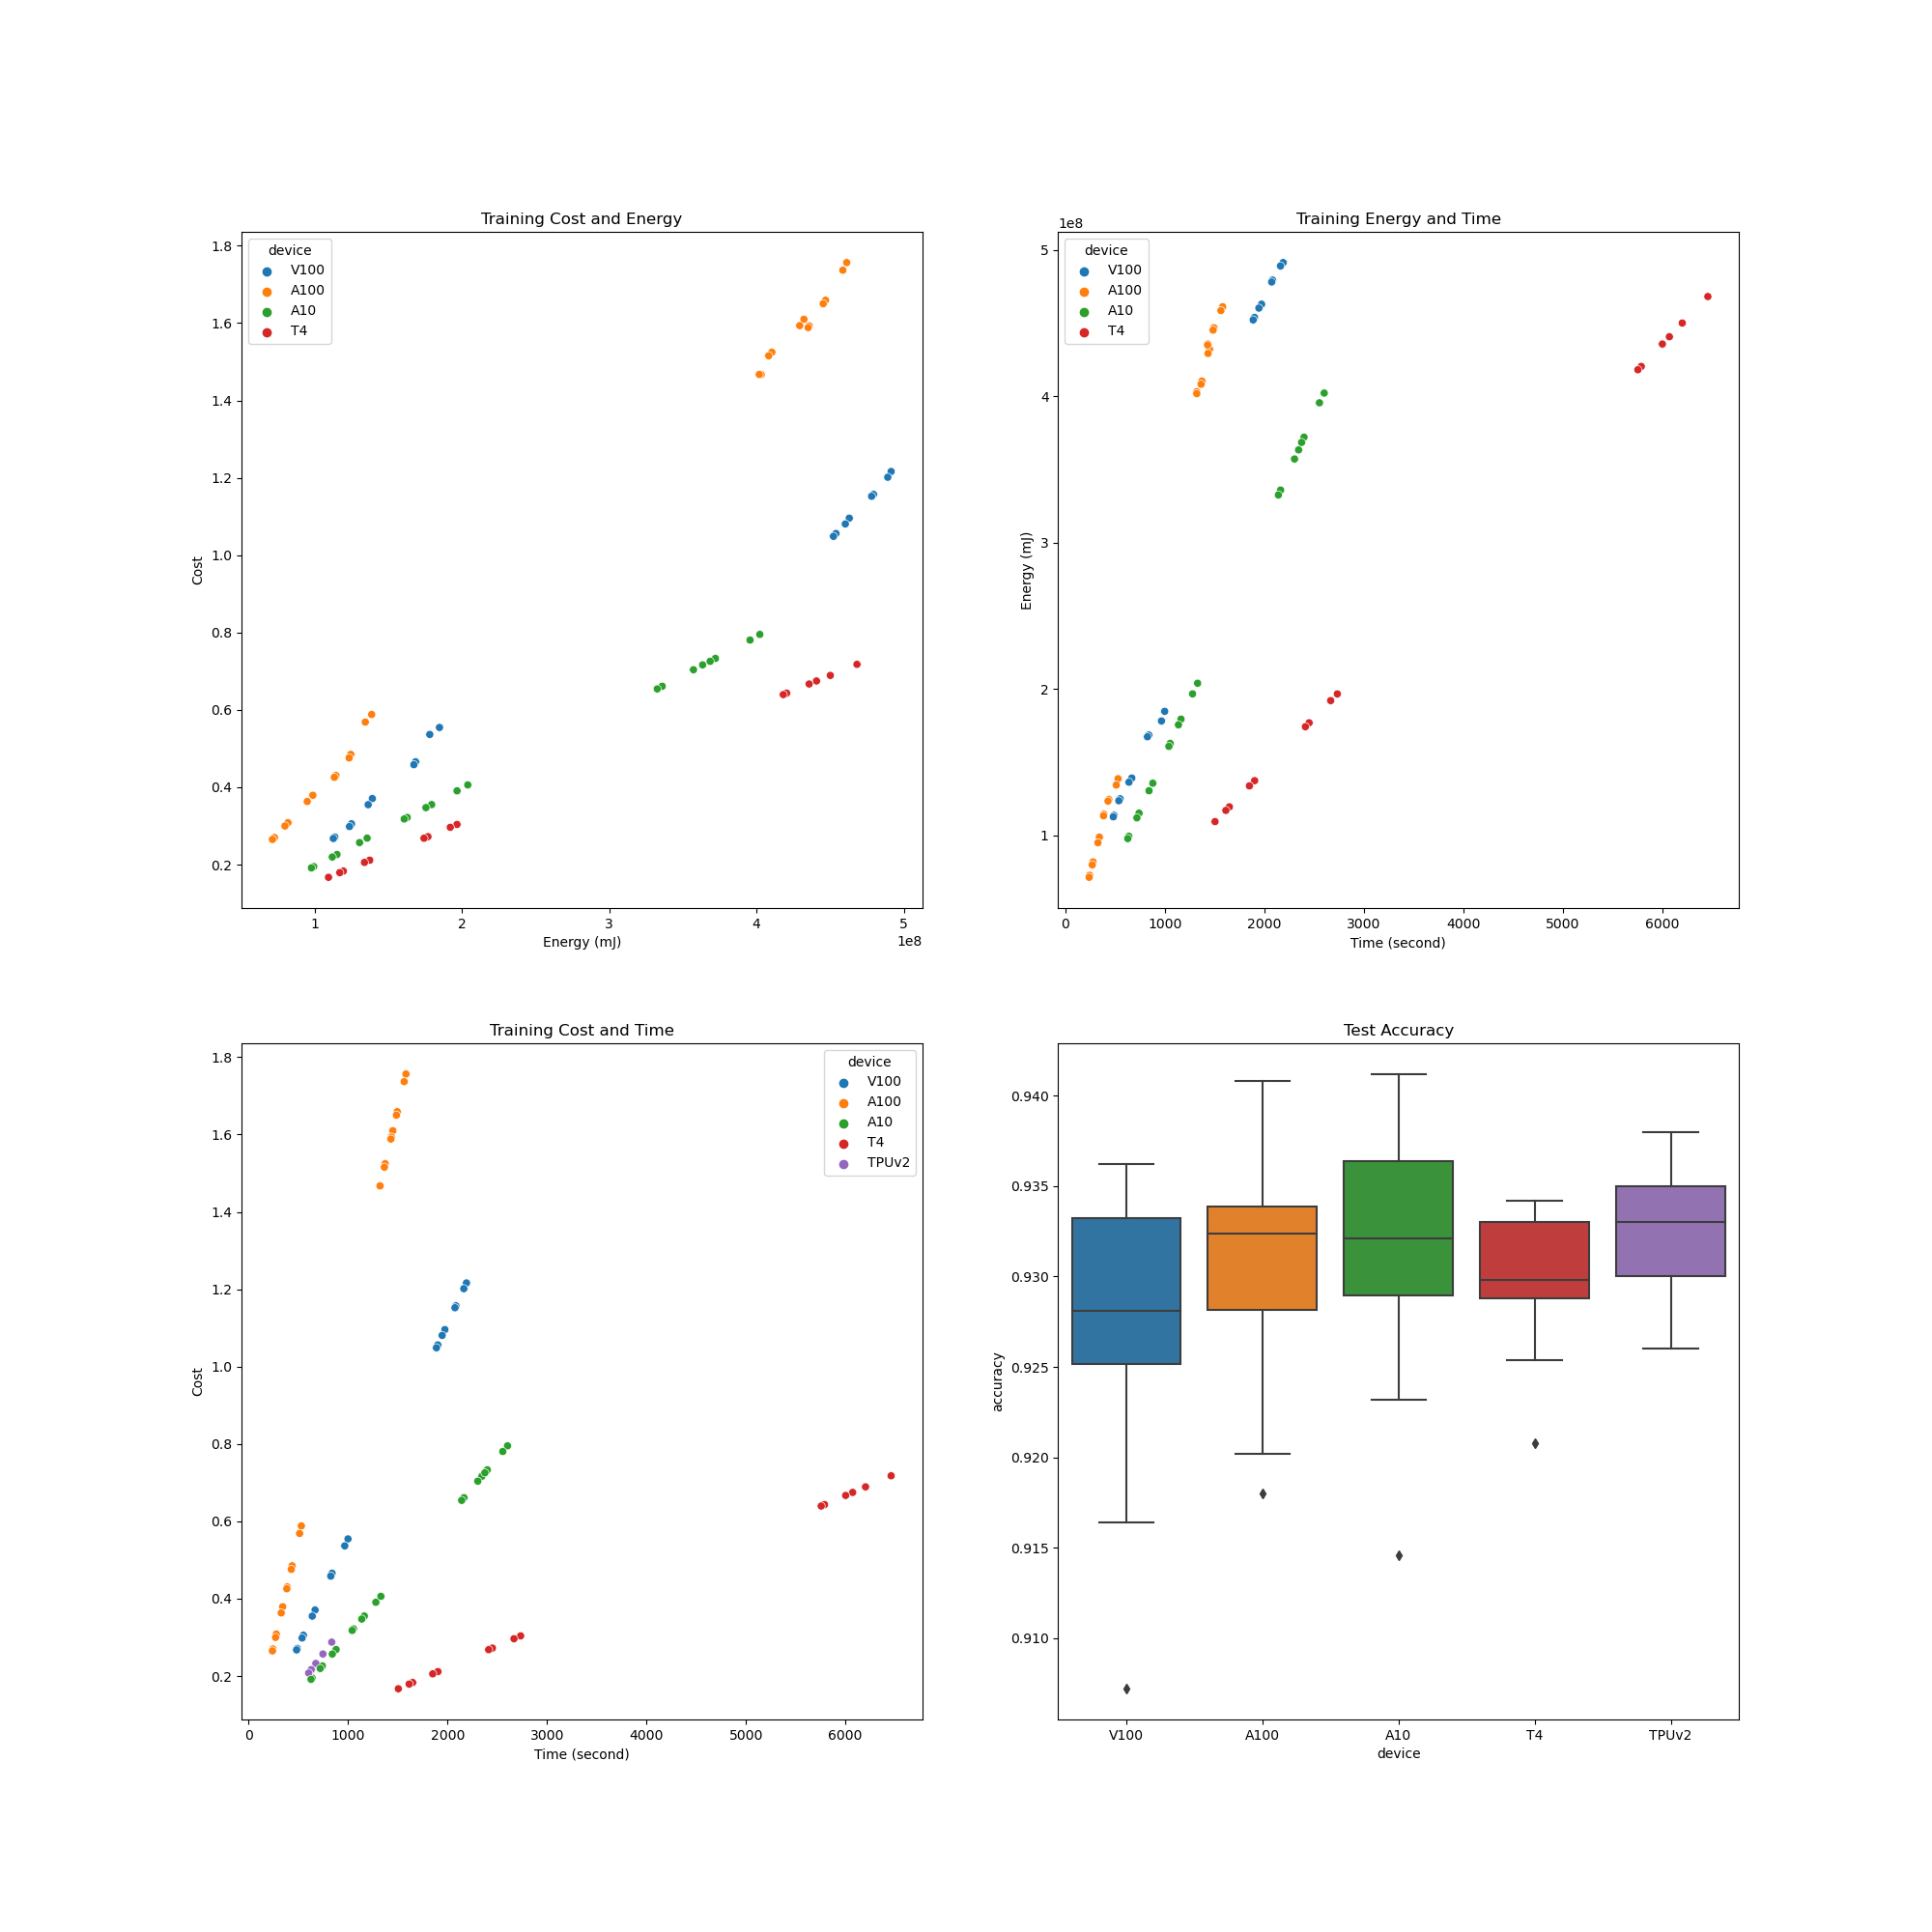 Training Cost and Energy
1.8
1.6
1.4
1.2
1.0
0.8
0.6
0.4
0.2
Cost
device
V100
A100
A10
T4
1 2 3 4 5
1e8
Energy (mJ)
Training Energy and Time
1e8
5
4
3
2
1
Energy (mJ)
device
V100
A100
A10
T4
0 1000 2000 3000 4000 5000 6000
Time (second)
Training Cost and Time
1.8
1.6
1.4
1.2
1.0
0.8
0.6
0.4
0.2
Cost
device
V100
A100
A10
T4
TPUv2
0 1000 2000 3000 4000 5000 6000
Time (second)
Test Accuracy
0.940
0.935
0.930
0.925
0.920
0.915
0.910
accuracy
V100 A100 A10 T4 TPUv2
device